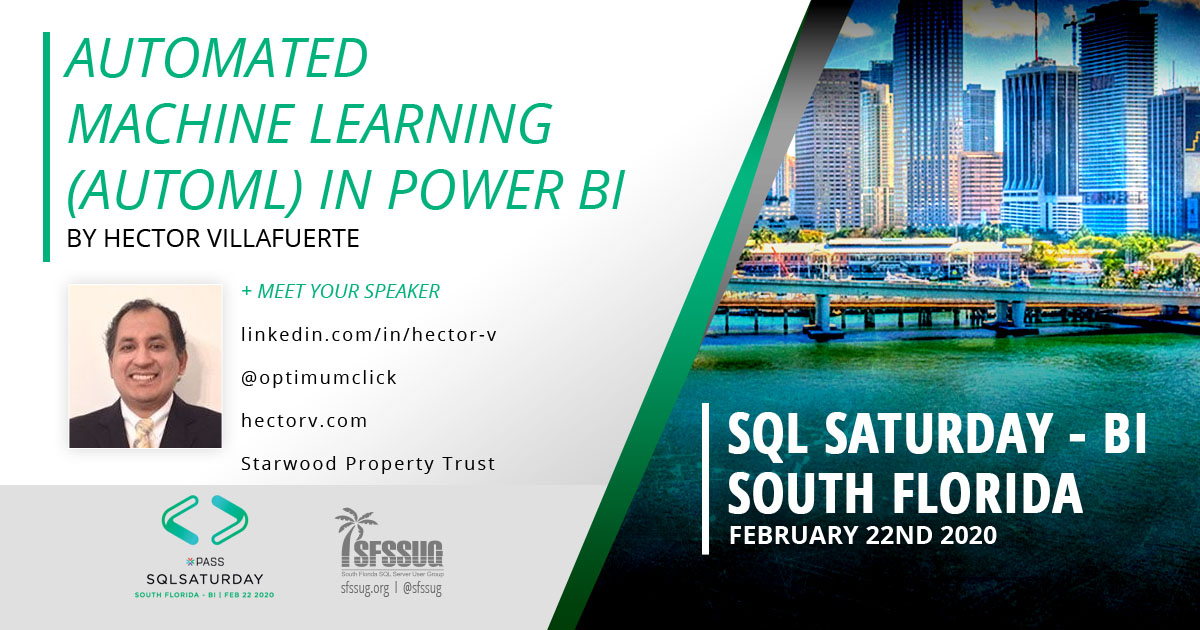 AUTOMATED
MACHINE LEARNING
(AUTOML) IN POWER BI
BY HECTOR VILLAFUERTE
+ MEET YOUR SPEAKER
linkedin.com/in/hector-v
@optimumclick
hectorv.com
Starwood Property Trust
PASS
SQLSATURDAY
SOUTH FLORIDA - BI | FEB 22 2020
SFSSUG
South Florida SQL Server User Group
sfssug.org | @sfssug
SQL SATURDAY - BI
SOUTH FLORIDA
FEBRUARY 22ND 2020